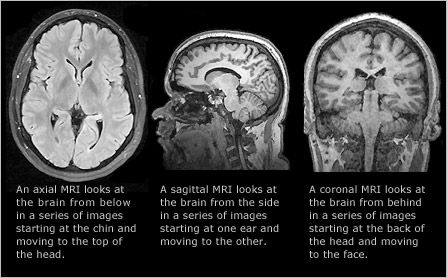 An axial MRI looks at
the brain from below
in a series of images
starting at the chin and
moving to the top of
the head.
A sagittal MRI looks at
the brain from the side
in a series of images
starting at one ear and
moving to the other.
A coronal MRI looks at
the brain from behind
in a series of images
starting at the back of
the head and moving
to the face.